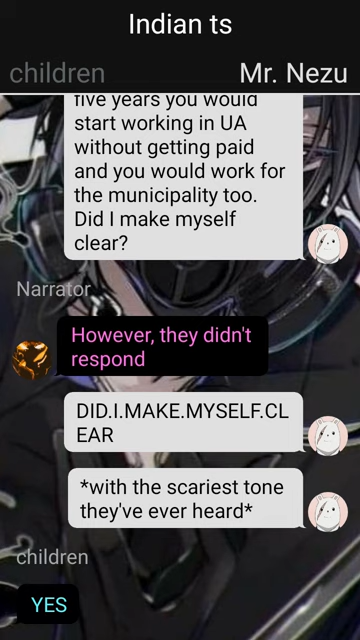 Indian ts
children
Mr. Nezu
five years you would
start working in UA
without getting paid
and you would work for
the municipality too.
Did I make myself
clear?
Narrator
However, they didn't
respond
DID.I.MAKE.MYSELF.CL
EAR
*with the scariest tone
they've ever heard*
children
YES